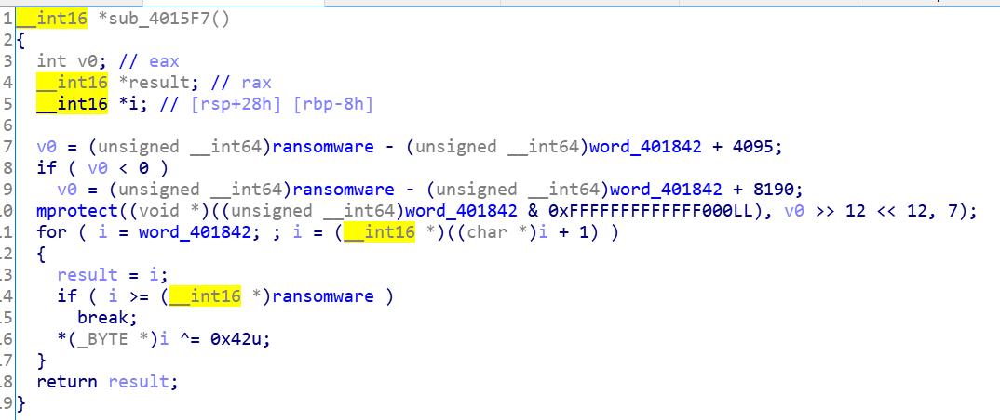 1 __int16 *sub_4015F7()
2 {
3 int v0; // eax
4 __int16 *result; // rax
5 __int16 *i; // [rsp+28h] [rbp-8h]
6
7 v0 = (unsigned __int64)ransomware - (unsigned __int64)word_401842 + 4095;
8 if ( v0 < 0 )
9 v0 = (unsigned __int64)ransomware - (unsigned __int64)word_401842 + 8190;
.0 mprotect((void *)((unsigned __int64)word_401842 & 0xFFFFFFFFFFFFF000LL), v0 >> 12 << 12, 7);
.1 for ( i = word_401842; ; i = (__int16 *)((char *)i + 1) )
.2 {
.3 result = i;
.4 if ( i >= (__int16 *)ransomware )
.5 break;
.6 *(_BYTE *)i ^= 0x42u;
.7 }
.8 return result;
.9 }